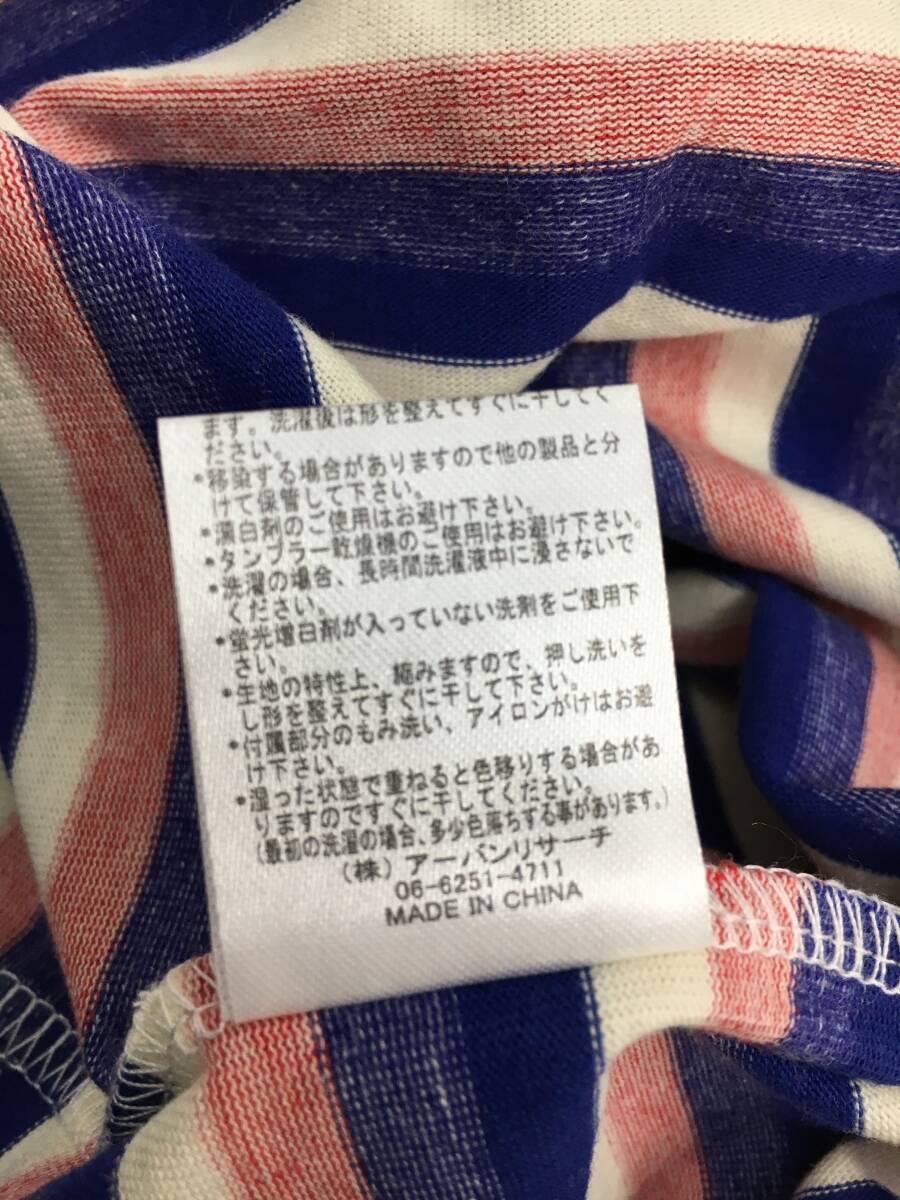 ます。洗濯後は形を整えてすぐに干してく
ださい。
•移染する場合がありますので他の製品と分
けて保管して下さい。
•漂白剤のご使用はお避け下さい。
•タンブラー乾燥機のご使用はお避け下さい。
•洗濯の場合、長時間洗濯液中に浸さないで
ください。
•蛍光増白剤が入っていない洗剤をご使用下
さい。
•生地の特性上、縮みますので、押し洗いを
し形を整えてすぐに干して下さい。
•付属部分のもみ洗い、アイロンがけはお避
け下さい。
•湿った状態で重ねると色移りする場合があ
りますのですぐに干してください。
(最初の洗濯の場合、多少色落ちする事があります。)
(株) アーバンリサーチ
06-6251-4711
MADE IN CHINA